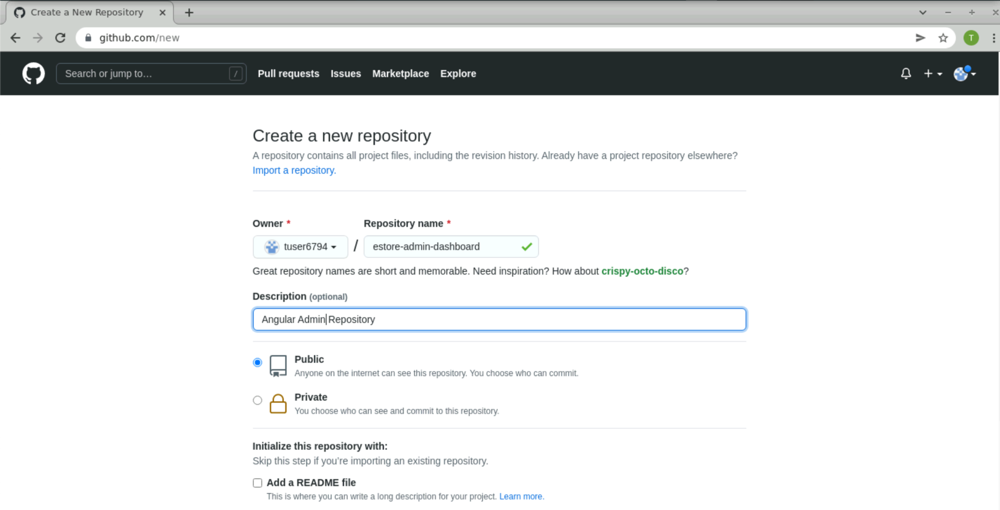 Create a New Repository
github.com/new
T
Search or jump to…
/
Pull requests Issues Marketplace Explore
Create a new repository
A repository contains all project files, including the revision history. Already have a project repository elsewhere?
Import a repository.
Owner * Repository name *
tuser6794 / estore-admin-dashboard
Great repository names are short and memorable. Need inspiration? How about crispy-octo-disco?
Description (optional)
Angular Admin Repository
Public
Anyone on the internet can see this repository. You choose who can commit.
Private
You choose who can see and commit to this repository.
Initialize this repository with:
Skip this step if you're importing an existing repository.
Add a README file
This is where you can write a long description for your project. Learn more.